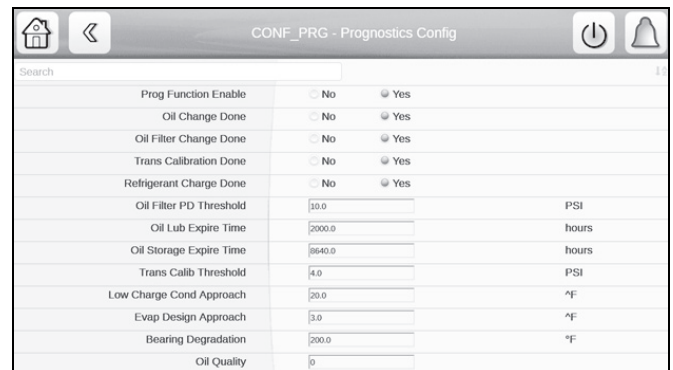 CONF_PRG - Prognostics Config
Search
Prog Function Enable No Yes
Oil Change Done No Yes
Oil Filter Change Done No Yes
Trans Calibration Done No Yes
Refrigerant Charge Done No Yes
Oil Filter PD Threshold 10.0 PSI
Oil Lub Expire Time 2000.0 hours
Oil Storage Expire Time 8640.0 hours
Trans Calib Threshold 4.0 PSI
Low Charge Cond Approach 20.0 ^F
Evap Design Approach 3.0 ^F
Bearing Degradation 200.0 °F
Oil Quality 0